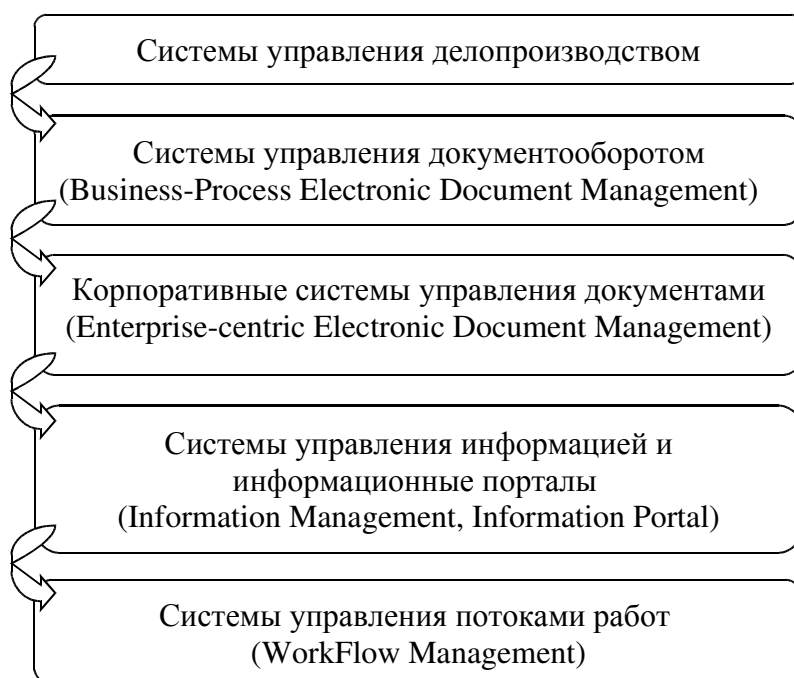 Системы управления делопроизводством
Системы управления документооборотом
(Business-Process Electronic Document Management)
Корпоративные системы управления документами
(Enterprise-centric Electronic Document Management)
Системы управления информацией и
информационные порталы
(Information Management, Information Portal)
Системы управления потоками работ
(WorkFlow Management)